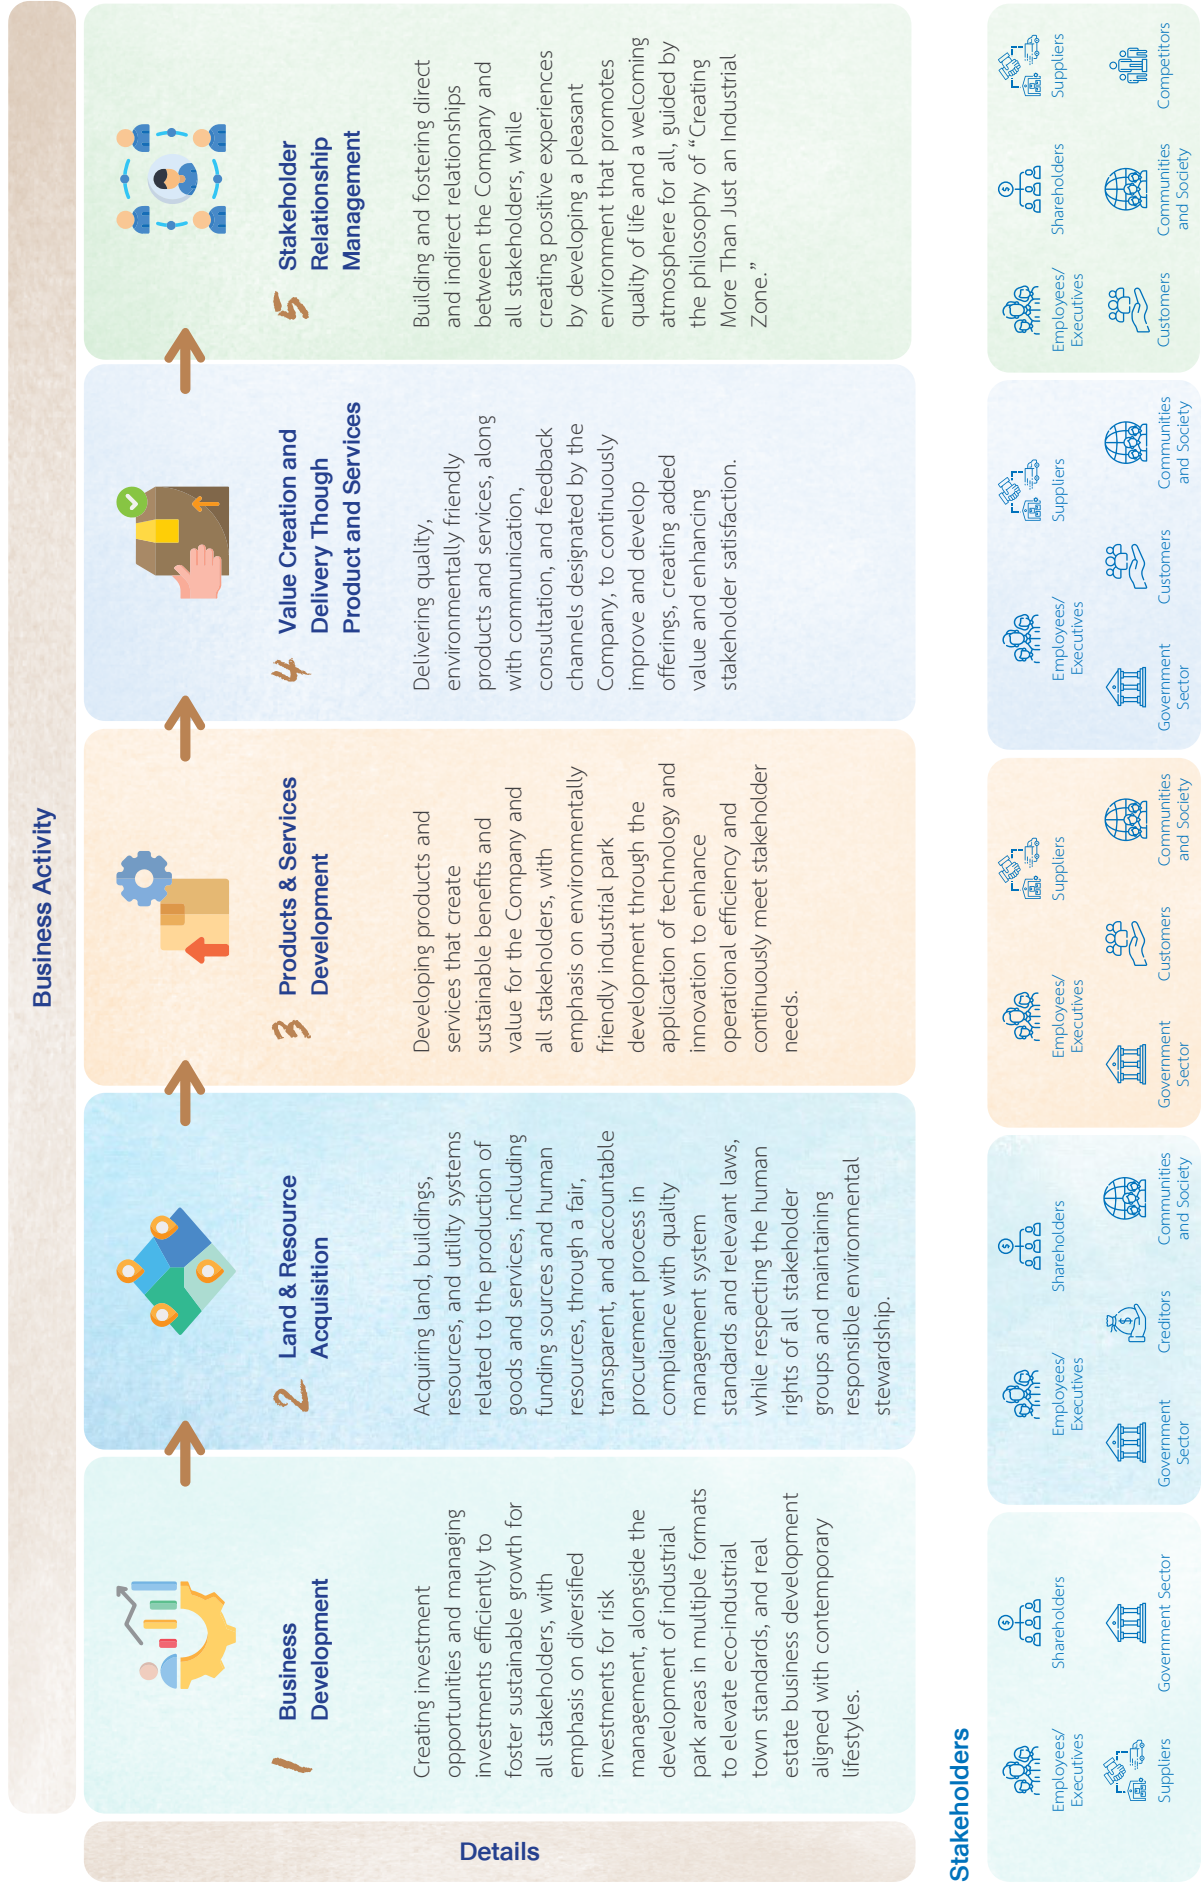 Business Activity
Details
1
Business
Development
Creating investment
opportunities and managing
investments efficiently to
foster sustainable growth for
all stakeholders, with
emphasis on diversified
investments for risk
management, alongside the
development of industrial
park areas in multiple formats
to elevate eco-industrial
town standards, and real
estate business development
aligned with contemporary
lifestyles.
2
Land & Resource
Acquisition
Acquiring land, buildings,
resources, and utility systems
related to the production of
goods and services, including
funding sources and human
resources, through a fair,
transparent, and accountable
procurement process in
compliance with quality
management system
standards and relevant laws,
while respecting the human
rights of all stakeholder
groups and maintaining
responsible environmental
stewardship.
3
Products & Services
Development
Developing products and
services that create
sustainable benefits and
value for the Company and
all stakeholders, with
emphasis on environmentally
friendly industrial park
development through the
application of technology and
innovation to enhance
operational efficiency and
continuously meet stakeholder
needs.
4
Value Creation and
Delivery Though
Product and Services
Delivering quality,
environmentally friendly
products and services, along
with communication,
consultation, and feedback
channels designated by the
Company, to continuously
improve and develop
offerings, creating added
value and enhancing
stakeholder satisfaction.
5
Stakeholder
Relationship
Management
Building and fostering direct
and indirect relationships
between the Company and
all stakeholders, while
creating positive experiences
by developing a pleasant
environment that promotes
quality of life and a welcoming
atmosphere for all, guided by
the philosophy of “Creating
More Than Just an Industrial
Zone.”
Stakeholders
Employees/
Executives
Shareholders
Suppliers
Government Sector
Employees/
Executives
Shareholders
Government
Sector
Creditors
Communities
and Society
Employees/
Executives
Suppliers
Government
Sector
Customers
Communities
and Society
Employees/
Executives
Suppliers
Government
Sector
Customers
Communities
and Society
Employees/
Executives
Shareholders
Suppliers
Customers
Communities
and Society
Competitors